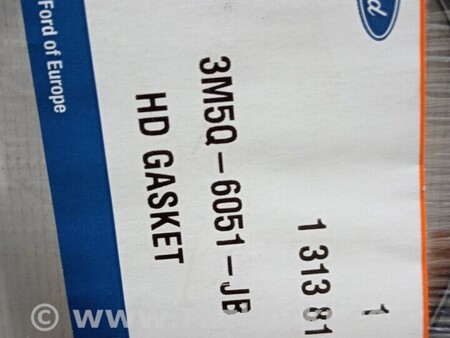 Ford of Europe
1
1 313 81
3M5Q-6051-JB
HD GASKET